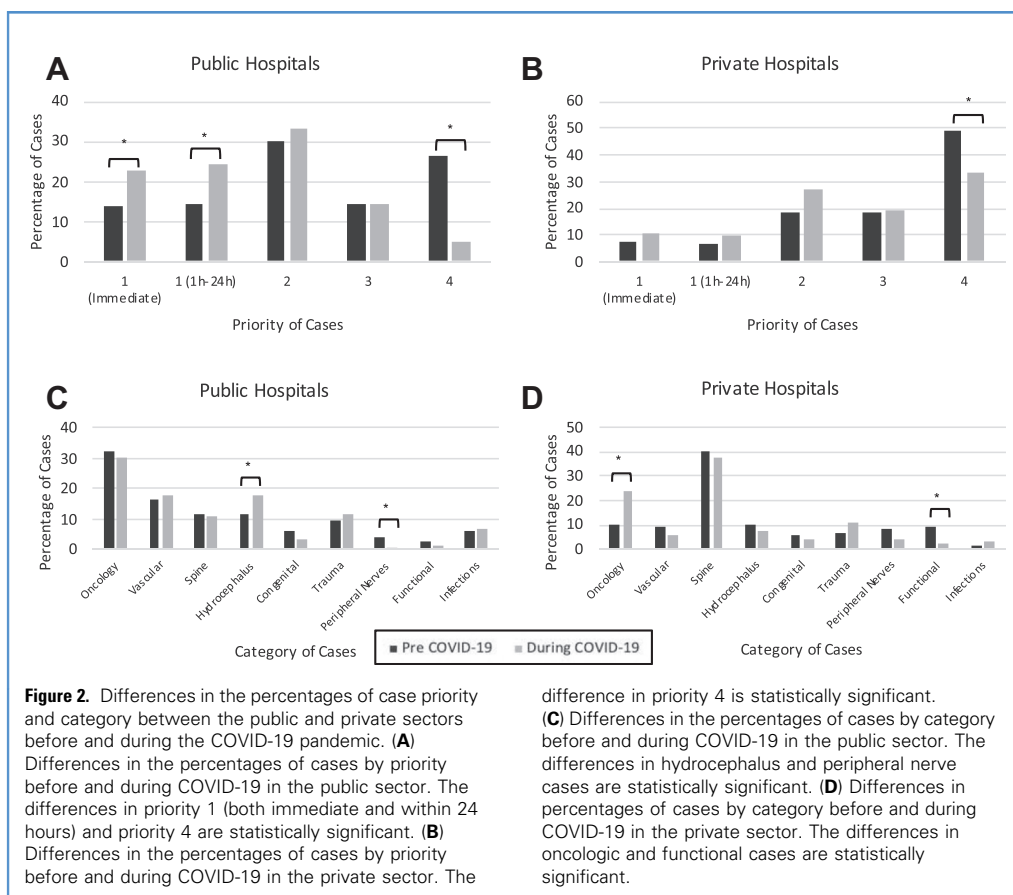 A
Public Hospitals
Percentage of Cases
40
30
20
10
0
*
*
*
1
(Immediate)
1 (1h-24h)
2
3
4
Priority of Cases
B
Private Hospitals
Percentage of Cases
60
50
40
30
20
10
0
*
1
(Immediate)
1 (1h-24h)
2
3
4
Priority of Cases
C
Public Hospitals
Percentage of Cases
40
30
20
10
0
*
*
Oncology
Vascular
Spine
Hydrocephalus
Congenital
Trauma
Peripheral Nerves
Functional
Infections
Category of Cases
D
Private Hospitals
Percentage of Cases
50
40
30
20
10
0
*
*
Oncology
Vascular
Spine
Hydrocephalus
Congenital
Trauma
Peripheral Nerves
Functional
Infections
Category of Cases
Pre COVID-19 During COVID-19
Figure 2. Differences in the percentages of case priority
and category between the public and private sectors
before and during the COVID-19 pandemic. (A)
Differences in the percentages of cases by priority
before and during COVID-19 in the public sector. The
differences in priority 1 (both immediate and within 24
hours) and priority 4 are statistically significant. (B)
Differences in the percentages of cases by priority
before and during COVID-19 in the private sector. The
difference in priority 4 is statistically significant.
(C) Differences in the percentages of cases by category
before and during COVID-19 in the public sector. The
differences in hydrocephalus and peripheral nerve
cases are statistically significant. (D) Differences in
percentages of cases by category before and during
COVID-19 in the private sector. The differences in
oncologic and functional cases are statistically
significant.